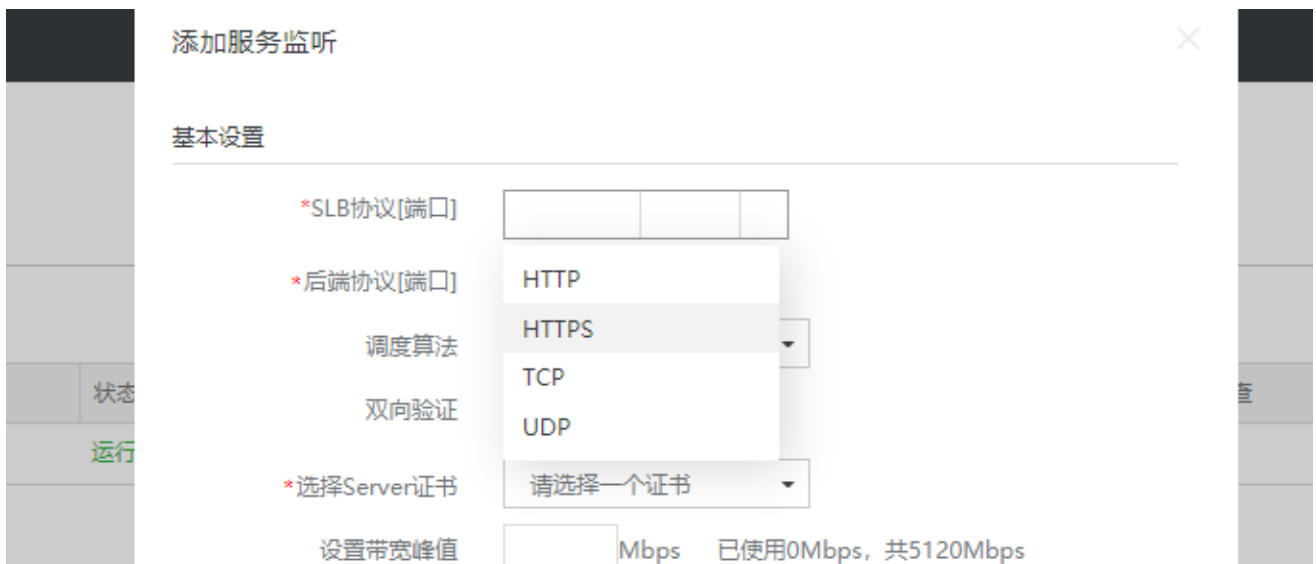 添加服务监听
基本设置
*SLB协议[端口]
*后端协议[端口]
HTTP
HTTPS
调度算法
TCP
状态
查
双向验证
UDP
运行
*选择Server证书
请选择一个证书
设置带宽峰值
Mbps 已使用0Mbps，共5120Mbps